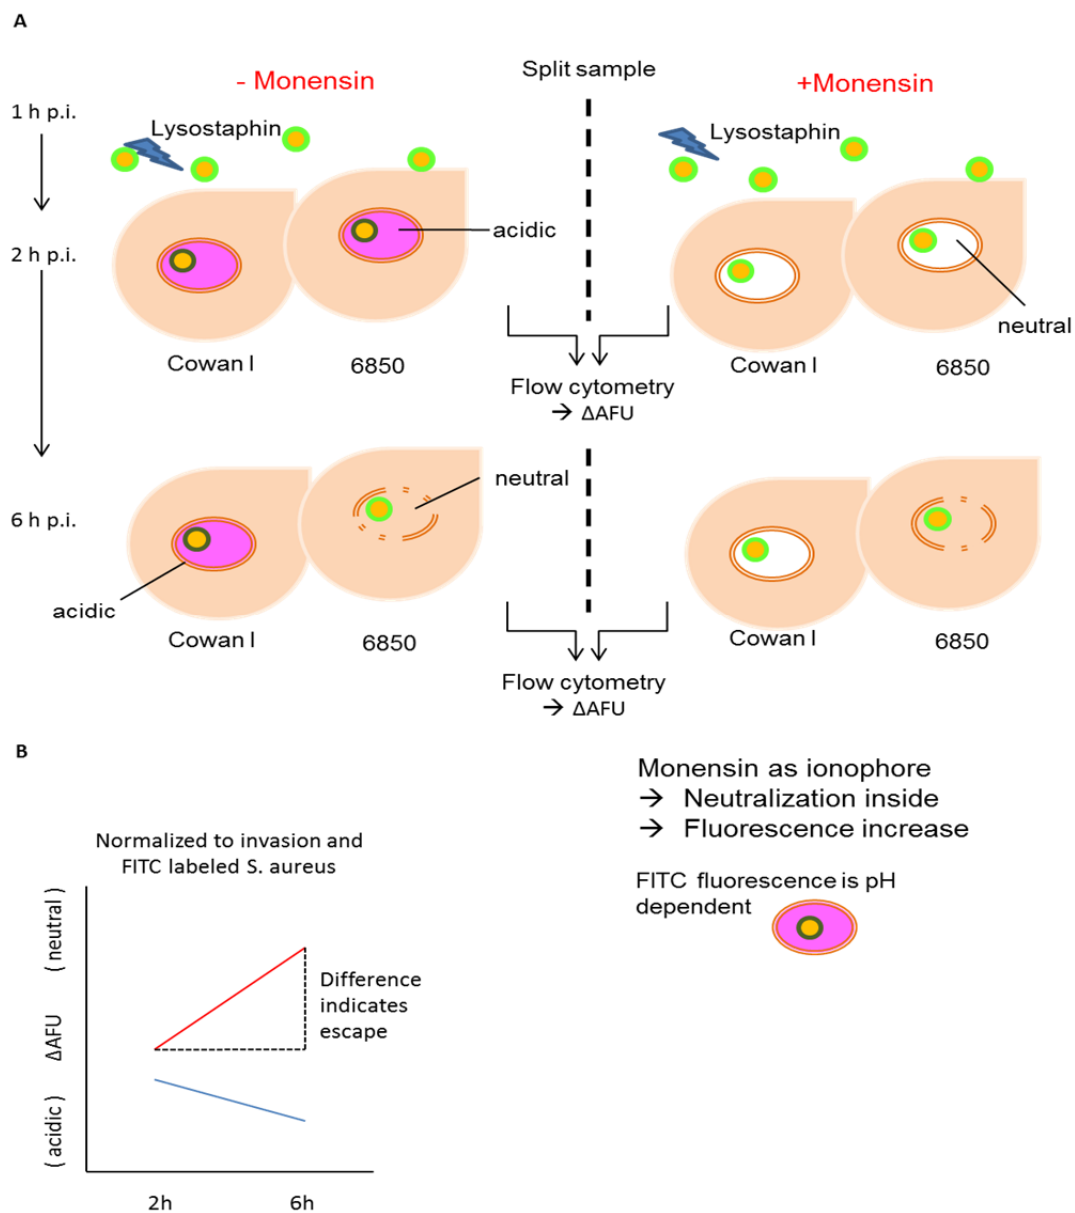 A
- Monensin
Split sample
+Monensin
1 h p.i.
Lysostaphin
Lysostaphin
2 h p.i.
acidic
neutral
Cowan I
6850
Cowan I
6850
Flow cytometry
→ ΔAFU
neutral
6 h p.i.
acidic
Cowan I
6850
Cowan I
6850
Flow cytometry
→ ΔAFU
B
Monensin as ionophore
→ Neutralization inside
→ Fluorescence increase
Normalized to invasion and
FITC labeled S. aureus
FITC fluorescence is pH
dependent
( neutral )
ΔAFU
( acidic )
Difference
indicates
escape
2h
6h